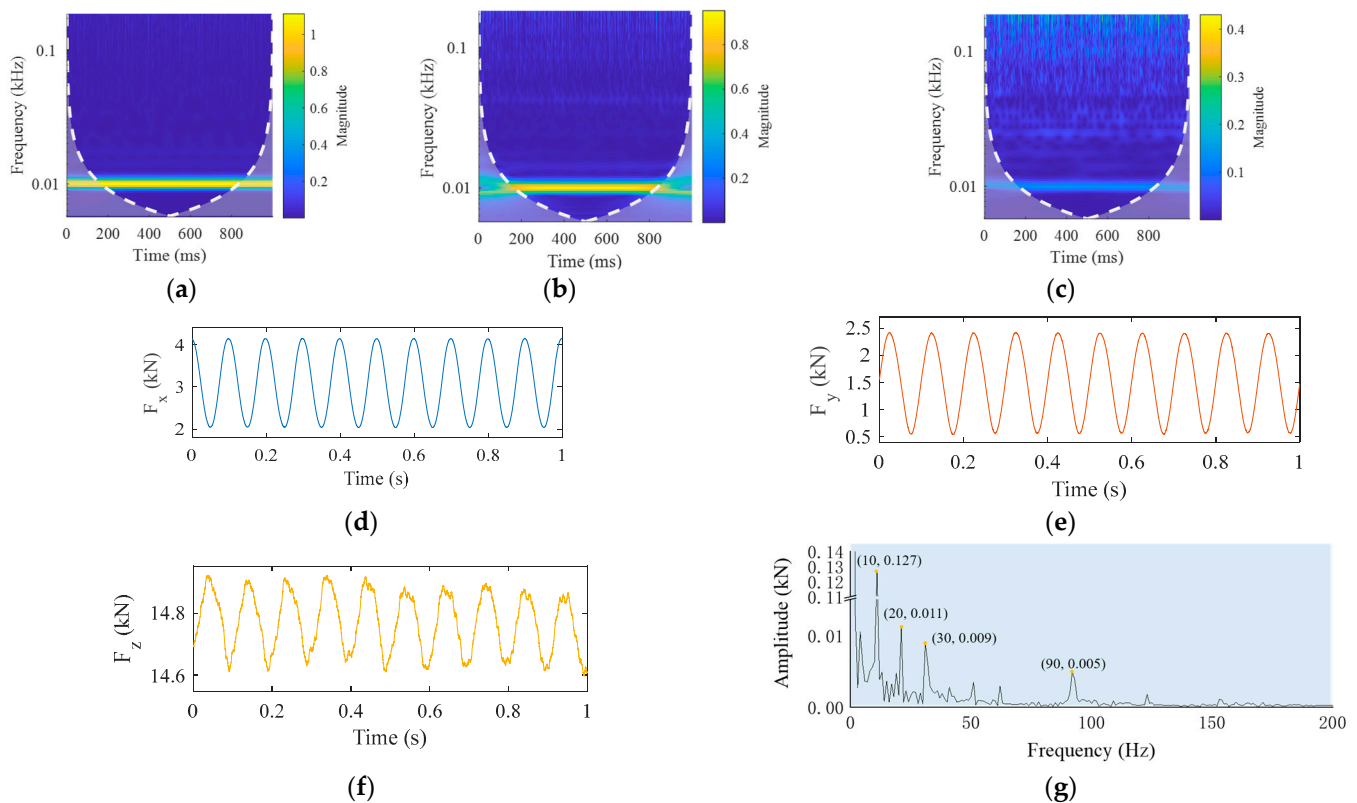 0.1
0.01
Frequency (kHz)
0 200 400 600 800
Time (ms)
1
0.8
0.6
0.4
0.2
Magnitude
(a)
0.1
0.01
Frequency (kHz)
0 200 400 600 800
Time (ms)
0.8
0.6
0.4
0.2
Magnitude
(b)
0.1
0.01
Frequency (kHz)
0 200 400 600 800
Time (ms)
0.4
0.3
0.2
0.1
Magnitude
(c)
4
3
2
F_x (kN)
0 0.2 0.4 0.6 0.8 1
Time (s)
(d)
2.5
2
1.5
1
0.5
F_y (kN)
0 0.2 0.4 0.6 0.8 1
Time (s)
(e)
14.8
14.6
F_z (kN)
0 0.2 0.4 0.6 0.8 1
Time (s)
(f)
0.14
0.13
0.12
0.11
0.01
0.00
Amplitude (kN)
(10, 0.127)
(20, 0.011)
(30, 0.009)
(90, 0.005)
0 50 100 150 200
Frequency (Hz)
(g)